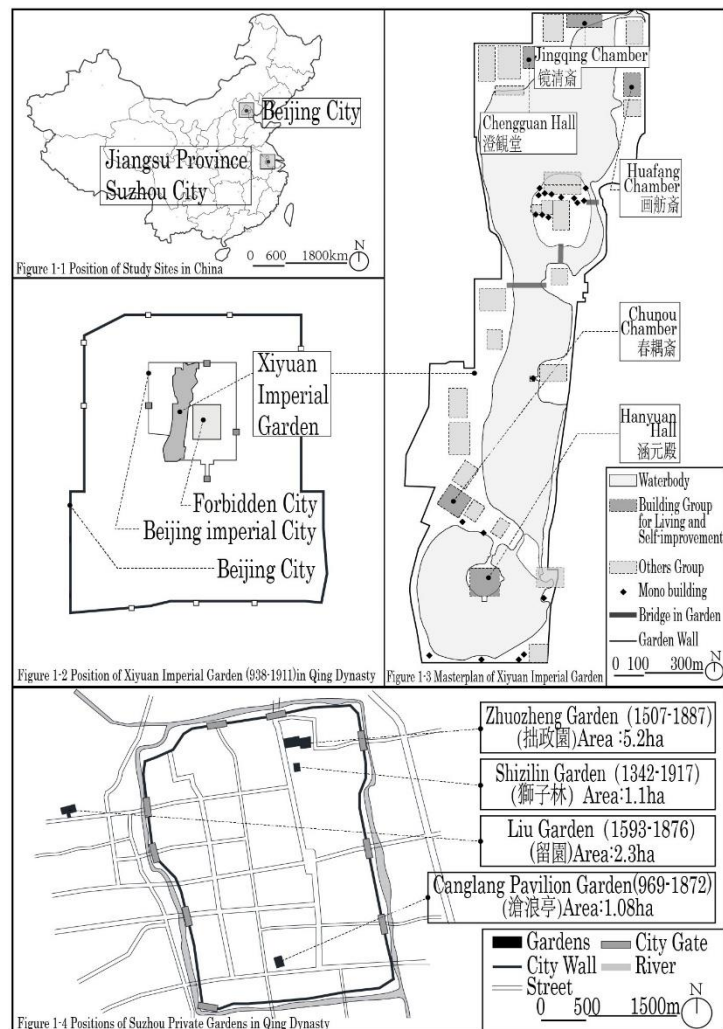 Beijing City
Jiangsu Province
Suzhou City
0 600 1800km N
Figure 1-1 Position of Study Sites in China
Xiyuan
Imperial
Garden
Forbidden City
Beijing imperial City
Beijing City
Figure 1-2 Position of Xiyuan Imperial Garden (938-1911)in Qing Dynasty
Jingqing Chamber
镜清斎
Chengguan Hall
澄観堂
Huafang
Chamber
画舫斎
Chunou
Chamber
春耦斎
Hanyuan
Hall
涵元殿
Waterbody
Building Group
for Living and
Self-improvement
Others Group
Mono building
Bridge in Garden
Garden Wall
0 100 300m N
Figure 1-3 Masterplan of Xiyuan Imperial Garden
Zhuozheng Garden (1507-1887)
(拙政園)Area :5.2ha
Shizilin Garden (1342-1917)
(獅子林) Area:1.1ha
Liu Garden (1593-1876)
(留園)Area:2.3ha
Canglang Pavilion Garden(969-1872)
(滄浪亭)Area:1.08ha
Gardens City Gate
City Wall River
Street
0 500 1500m N
Figure 1-4 Positions of Suzhou Private Gardens in Qing Dynasty